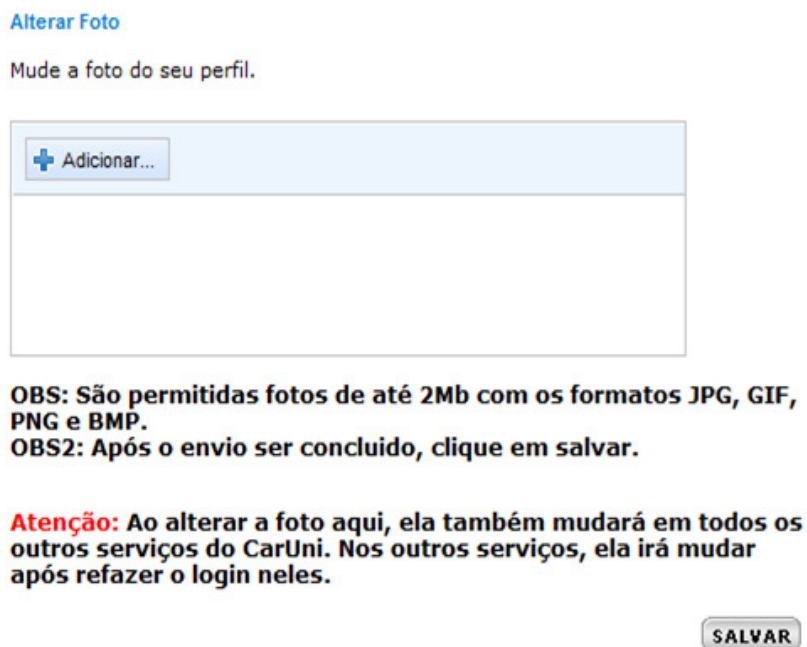 Alterar Foto
Mude a foto do seu perfil.
Adicionar...
OBS: São permitidas fotos de até 2Mb com os formatos JPG, GIF,
PNG e BMP.
OBS2: Após o envio ser concluido, clique em salvar.
Atenção: Ao alterar a foto aqui, ela também mudará em todos os
outros serviços do CarUni. Nos outros serviços, ela irá mudar
após refazer o login neles.
SALVAR